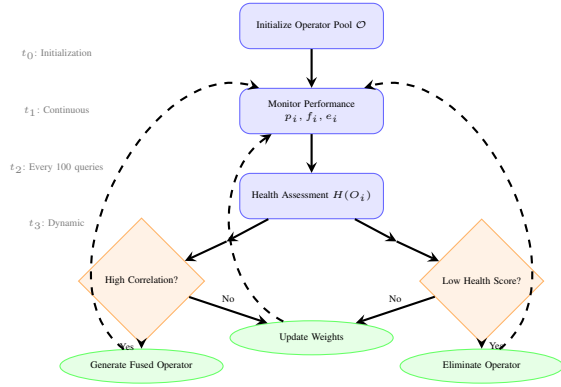 Initialize Operator Pool 𝒪
t₀: Initialization
Monitor Performance
pᵢ, fᵢ, eᵢ
t₁: Continuous
t₂: Every 100 queries
Health Assessment H(Oᵢ)
t₃: Dynamic
High Correlation?
Low Health Score?
No
No
Update Weights
Yes
Yes
Generate Fused Operator
Eliminate Operator